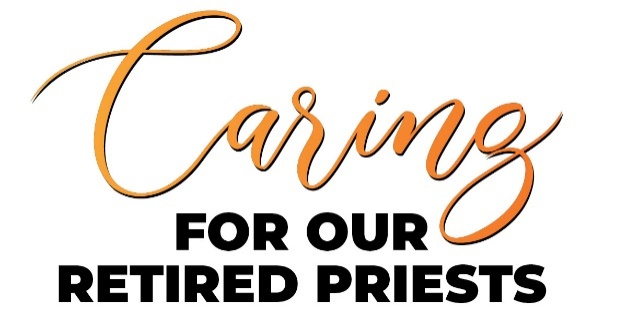 Caring
FOR OUR
RETIRED PRIESTS